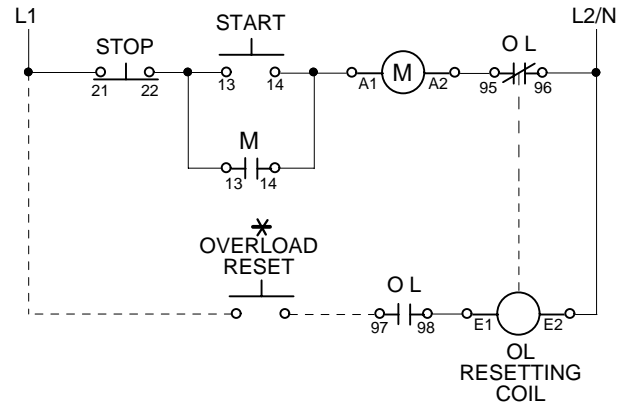 L1
L2/N
STOP
START
O L
21
22
13
14
A1
M
A2
95
96
M
13
14
*
OVERLOAD
RESET
O L
97
98
E1
E2
OL
RESETTING
COIL